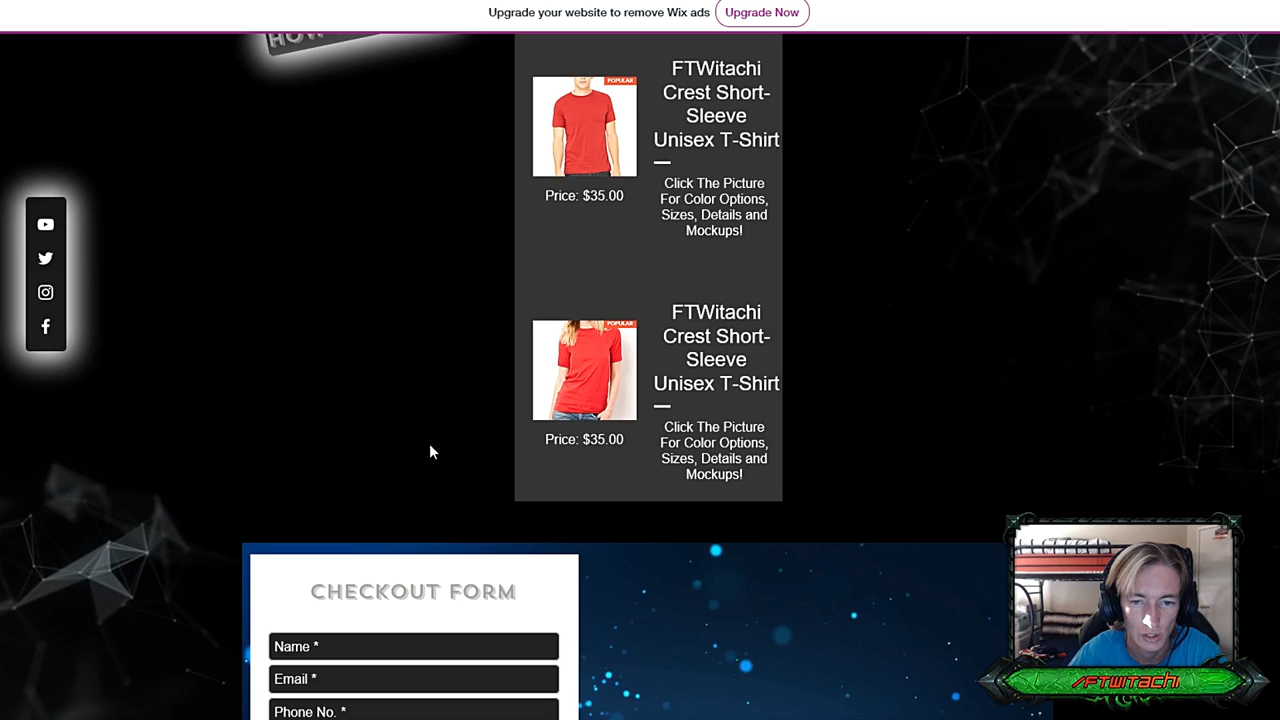 Upgrade your website to remove Wix ads
Upgrade Now
HOW
POPULAR
FTWitachi
Crest Short-
Sleeve
Unisex T-Shirt
Click The Picture
For Color Options,
Sizes, Details and
Mockups!
Price: $35.00
POPULAR
FTWitachi
Crest Short-
Sleeve
Unisex T-Shirt
Click The Picture
For Color Options,
Sizes, Details and
Mockups!
Price: $35.00
CHECKOUT FORM
Name *
Email *
Phone No. *
/FTWITACHI